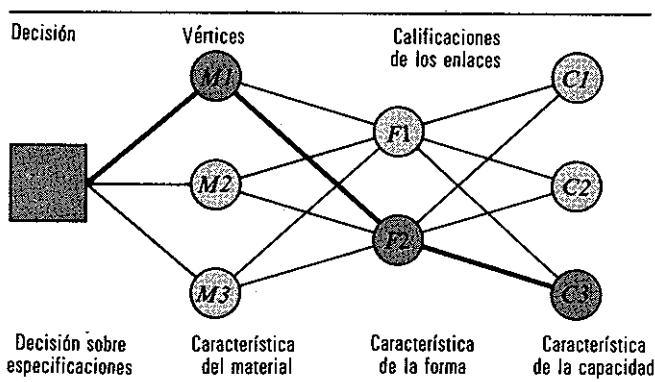 Decisión
Vértices
Calificaciones
de los enlaces
M1
C1
F1
M2
C2
F2
M3
C3
Decisión sobre
especificaciones
Característica
del material
Característica
de la forma
Característica
de la capacidad